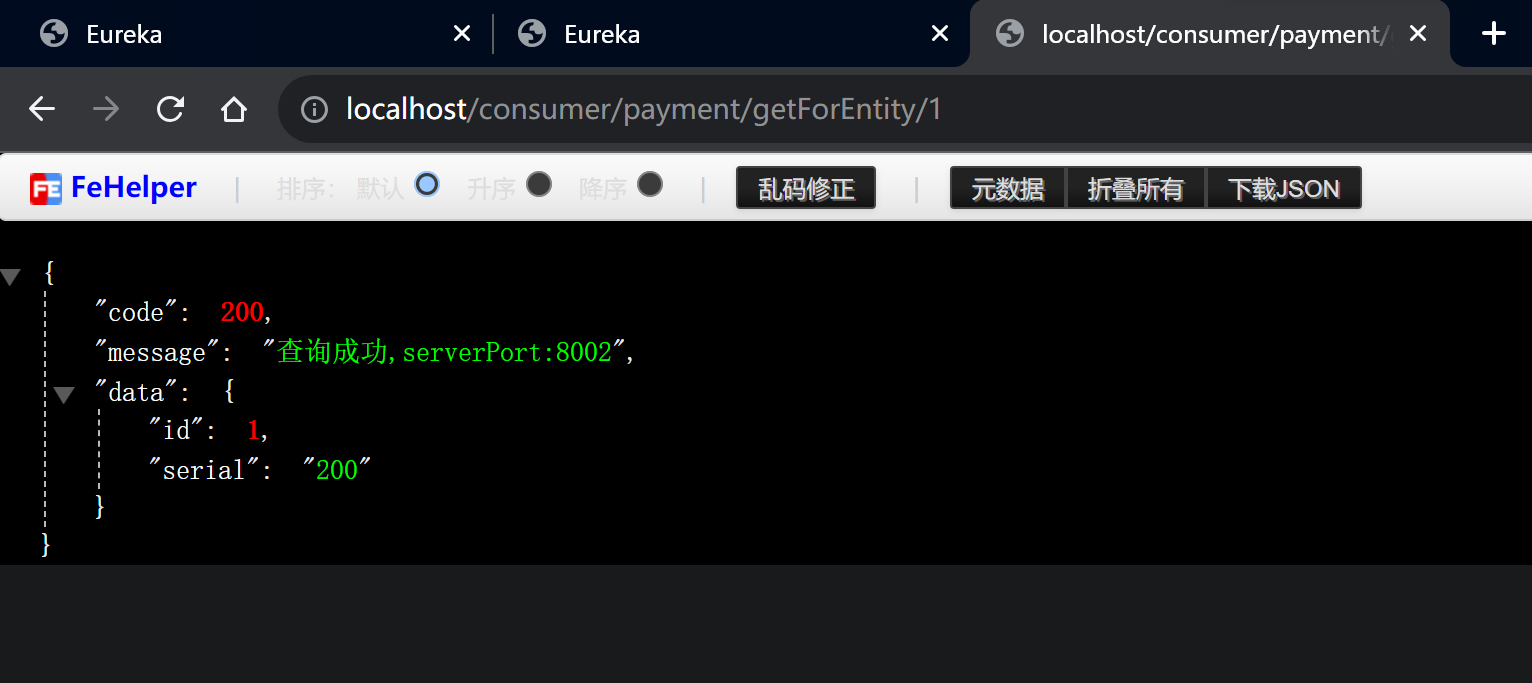 Eureka Eureka localhost/consumer/payment/
localhost/consumer/payment/getForEntity/1
FE FeHelper | 排序: 默认 升序 降序 | 乱码修正 | 元数据 折叠所有 下载JSON
{
"code": 200,
"message": "查询成功,serverPort:8002",
"data": {
"id": 1,
"serial": "200"
}
}